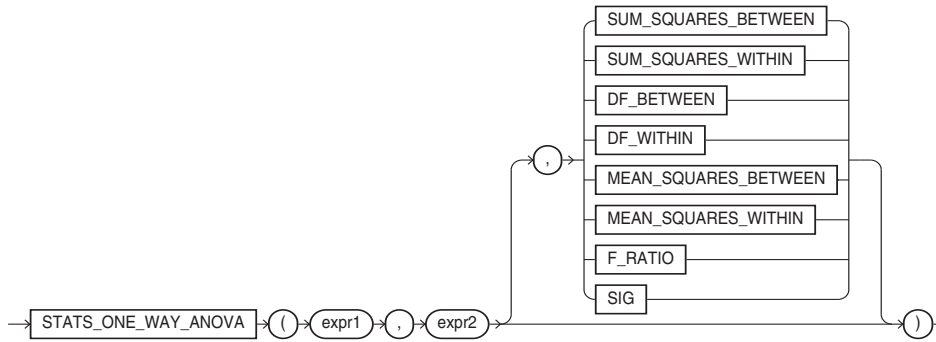 SUM_SQUARES_BETWEEN
SUM_SQUARES_WITHIN
DF_BETWEEN
DF_WITHIN
,
MEAN_SQUARES_BETWEEN
MEAN_SQUARES_WITHIN
F_RATIO
SIG
STATS_ONE_WAY_ANOVA ( expr1 , expr2 )